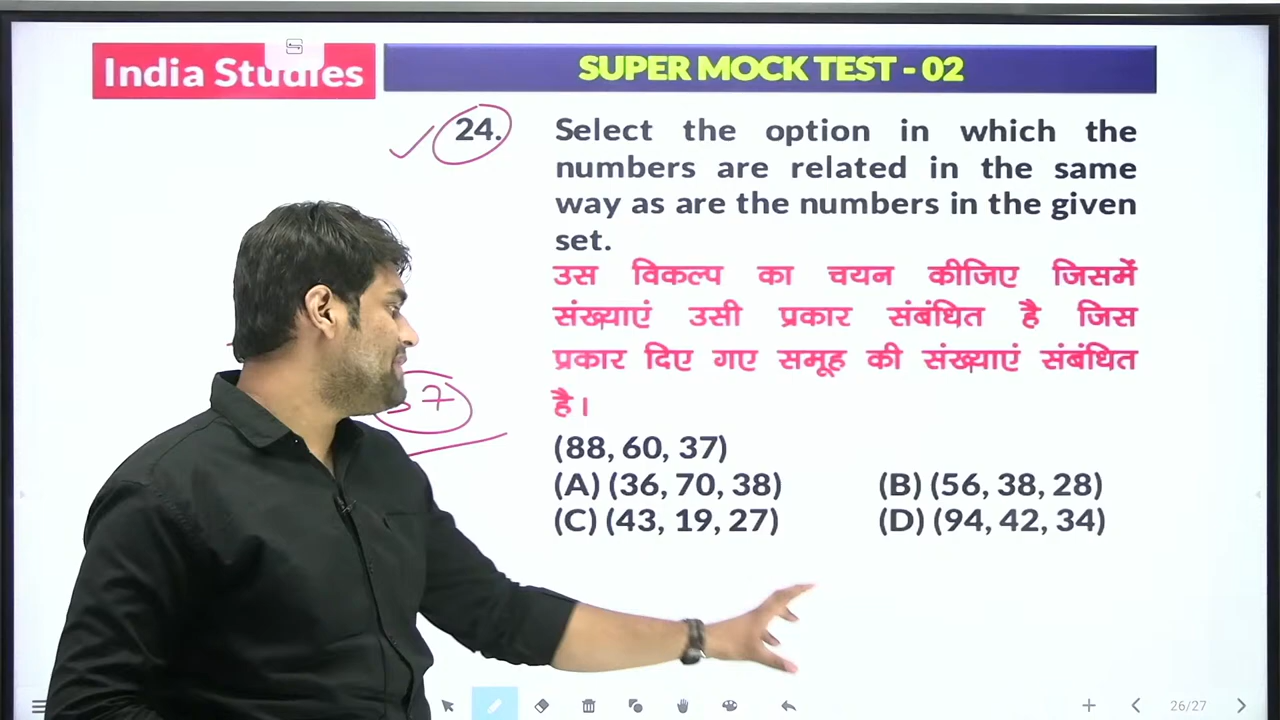 India Studies
SUPER MOCK TEST - 02
24.
Select the option in which the
numbers are related in the same
way as are the numbers in the given
set.
उस विकल्प का चयन कीजिए जिसमें
संख्याएं उसी प्रकार संबंधित है जिस
प्रकार दिए गए समूह की संख्याएं संबंधित
है।
37
(88, 60, 37)
(A) (36, 70, 38) (B) (56, 38, 28)
(C) (43, 19, 27) (D) (94, 42, 34)
26/27